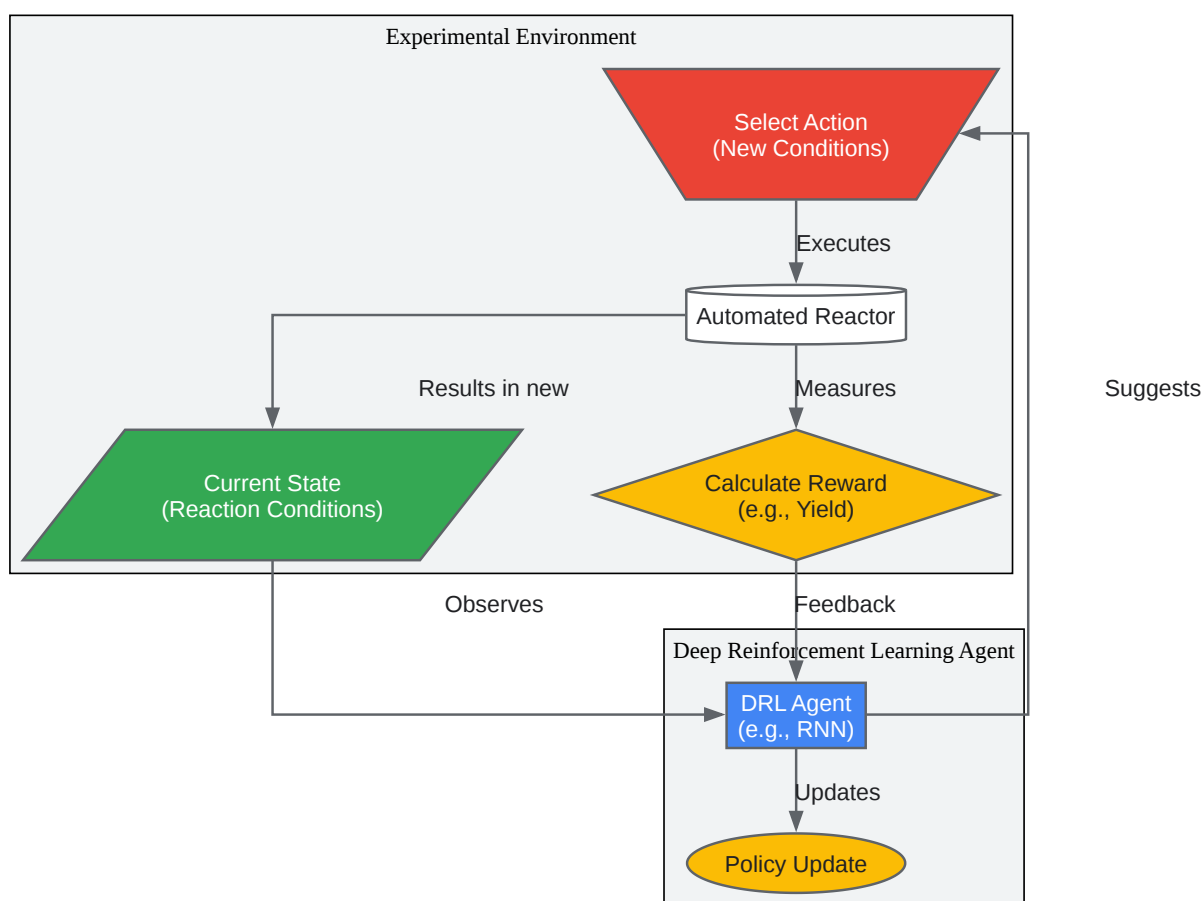 Experimental Environment
Select Action
(New Conditions)
Executes
Automated Reactor
Results in new
Measures
Suggests
Current State
(Reaction Conditions)
Calculate Reward
(e.g., Yield)
Observes
Feedback
Deep Reinforcement Learning Agent
DRL Agent
(e.g., RNN)
Updates
Policy Update